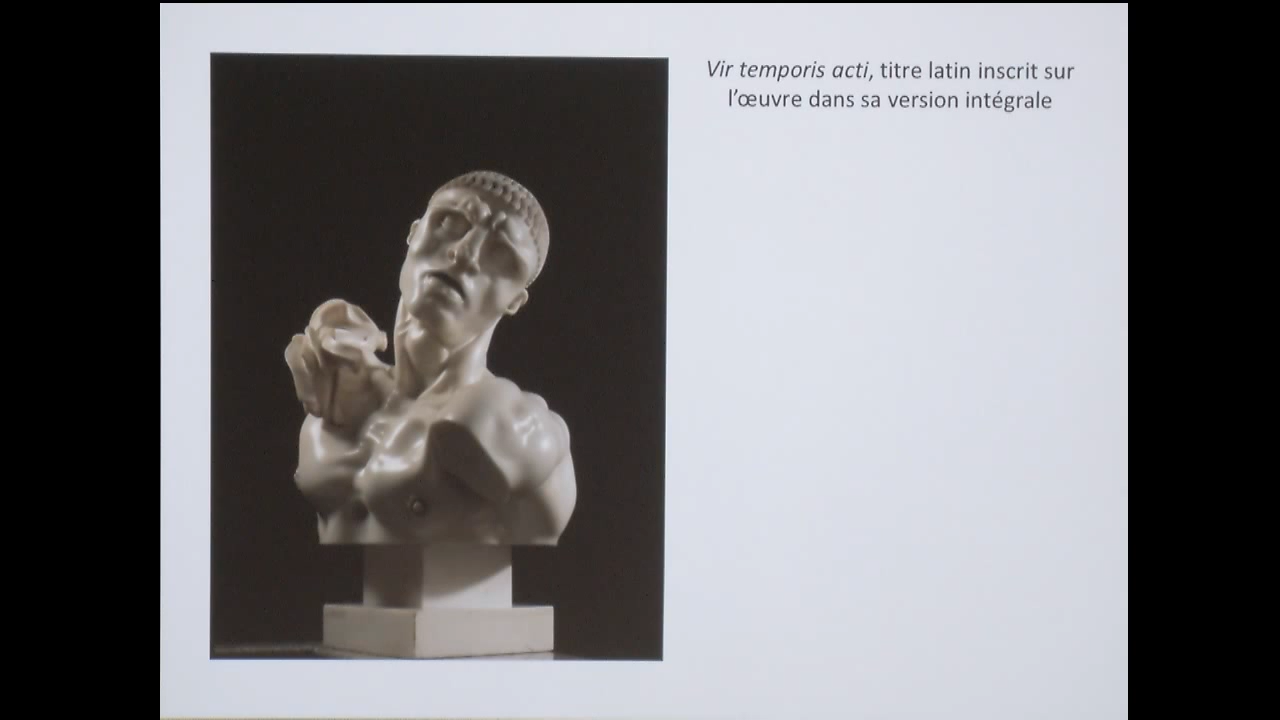 Vir temporis acti, titre latin inscrit sur
l’œuvre dans sa version intégrale